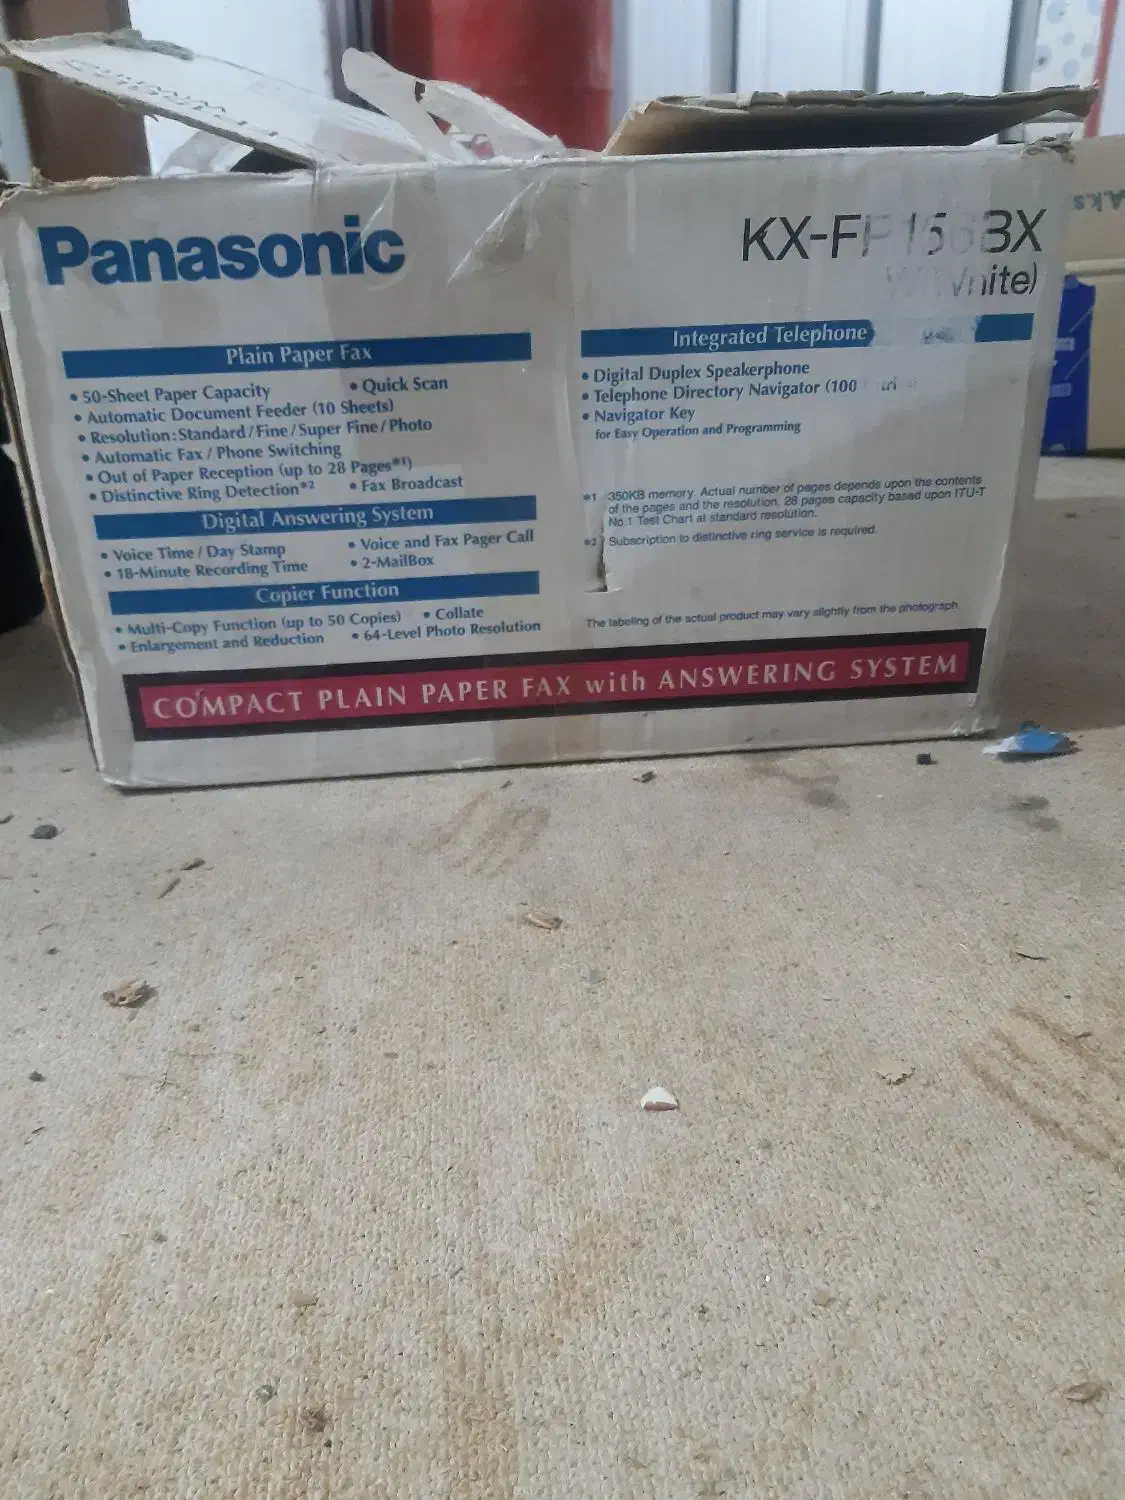 Panasonic
KX-FP156BX
W(White)
Plain Paper Fax
• 50-Sheet Paper Capacity • Quick Scan
• Automatic Document Feeder (10 Sheets)
• Resolution:Standard/Fine/Super Fine/Photo
• Automatic Fax/Phone Switching
• Out of Paper Reception (up to 28 Pages*1)
• Distinctive Ring Detection*2 • Fax Broadcast
Digital Answering System
• Voice Time/Day Stamp • Voice and Fax Pager Call
• 18-Minute Recording Time • 2-MailBox
Copier Function
• Multi-Copy Function (up to 50 Copies) • Collate
• Enlargement and Reduction • 64-Level Photo Resolution
Integrated Telephone
• Digital Duplex Speakerphone
• Telephone Directory Navigator (100
• Navigator Key
for Easy Operation and Programming
*1 350KB memory. Actual number of pages depends upon the contents
of the pages and the resolution. 28 pages capacity based upon ITU-T
No.1 Test Chart at standard resolution.
*2 Subscription to distinctive ring service is required.
The labeling of the actual product may vary slightly from the photograph.
COMPACT PLAIN PAPER FAX with ANSWERING SYSTEM